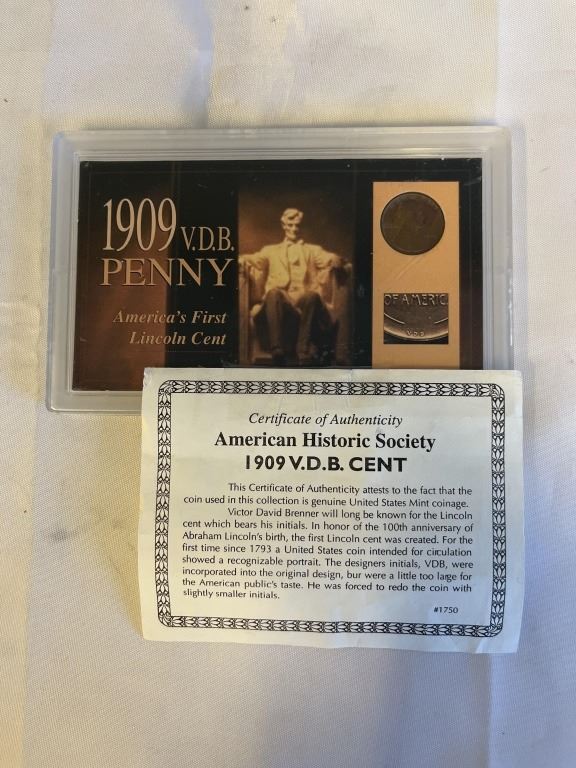 1909 V.D.B.
PENNY
America's First
Lincoln Cent
OF AMERIC
V.D.B
Certificate of Authenticity
American Historic Society
1909 V.D.B. CENT
This Certificate of Authenticity attests to the fact that the
coin used in this collection is genuine United States Mint coinage.
Victor David Brenner will long be known for the Lincoln
cent which bears his initials. In honor of the 100th anniversary of
Abraham Lincoln's birth, the first Lincoln cent was created. For the
first time since 1793 a United States coin intended for circulation
showed a recognizable portrait. The designers initials, VDB, were
incorporated into the original design, bur were a little too large for
the American public's taste. He was forced to redo the coin with
slightly smaller initials.
#1750